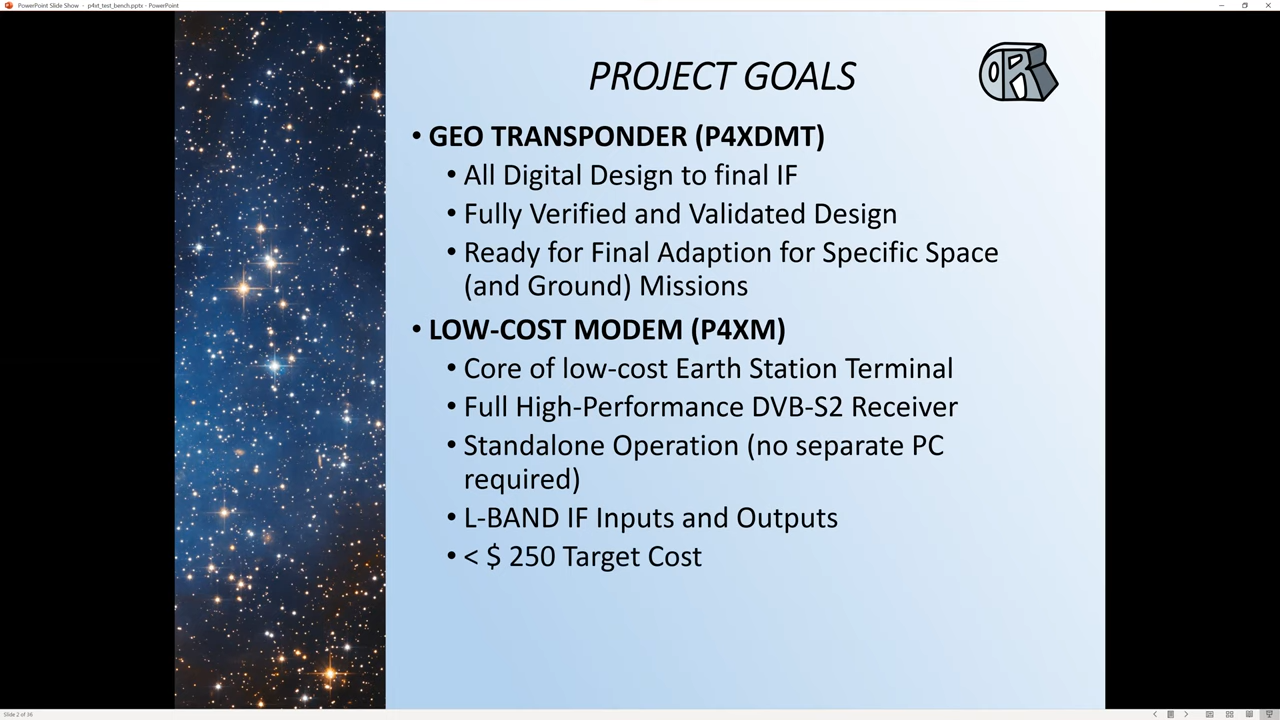 PowerPoint Slide Show - p4xt_test_bench.pptx - PowerPoint
PROJECT GOALS
ORI
• GEO TRANSPONDER (P4XDMT)
• All Digital Design to final IF
• Fully Verified and Validated Design
• Ready for Final Adaption for Specific Space
(and Ground) Missions
• LOW-COST MODEM (P4XM)
• Core of low-cost Earth Station Terminal
• Full High-Performance DVB-S2 Receiver
• Standalone Operation (no separate PC
required)
• L-BAND IF Inputs and Outputs
• < $ 250 Target Cost
Slide 2 of 36